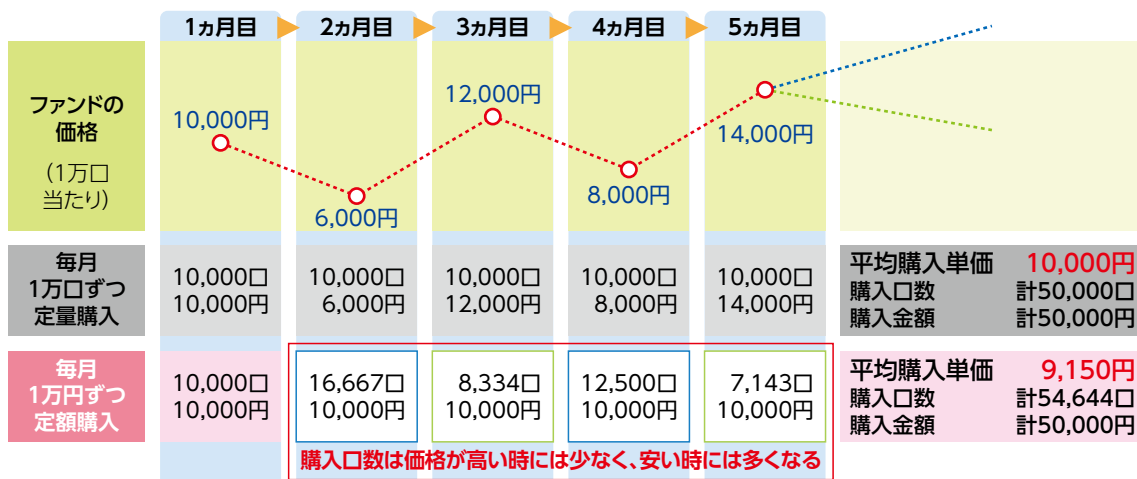 1ヵ月目
2ヵ月目
3ヵ月目
4ヵ月目
5ヵ月目
ファンドの
価格
(1万口
当たり)
10,000円
6,000円
12,000円
8,000円
14,000円
毎月
1万口ずつ
定量購入
10,000口
10,000円
10,000口
6,000円
10,000口
12,000円
10,000口
8,000円
10,000口
14,000円
平均購入単価 10,000円
購入口数 計50,000口
購入金額 計50,000円
毎月
1万円ずつ
定額購入
10,000口
10,000円
16,667口
10,000円
8,334口
10,000円
12,500口
10,000円
7,143口
10,000円
平均購入単価 9,150円
購入口数 計54,644口
購入金額 計50,000円
購入口数は価格が高い時には少なく、安い時には多くなる